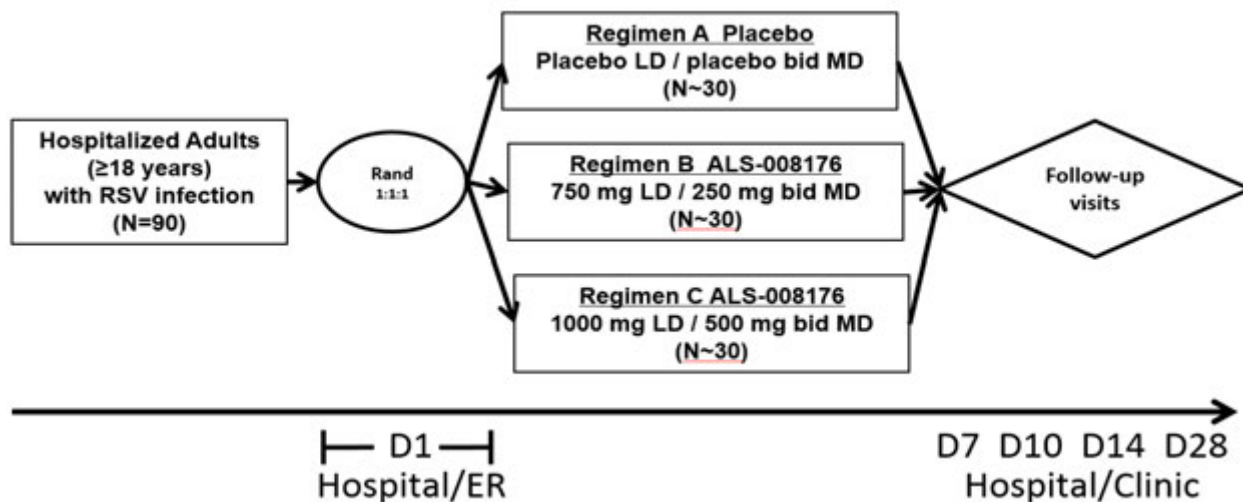 Hospitalized Adults
(≥18 years)
with RSV infection
(N=90)
Rand
1:1:1
Regimen A  Placebo
Placebo LD / placebo bid MD
(N~30)
Regimen B  ALS-008176
750 mg LD / 250 mg bid MD
(N~30)
Regimen C ALS-008176
1000 mg LD / 500 mg bid MD
(N~30)
Follow-up
visits
D1
Hospital/ER
D7  D10  D14  D28
Hospital/Clinic